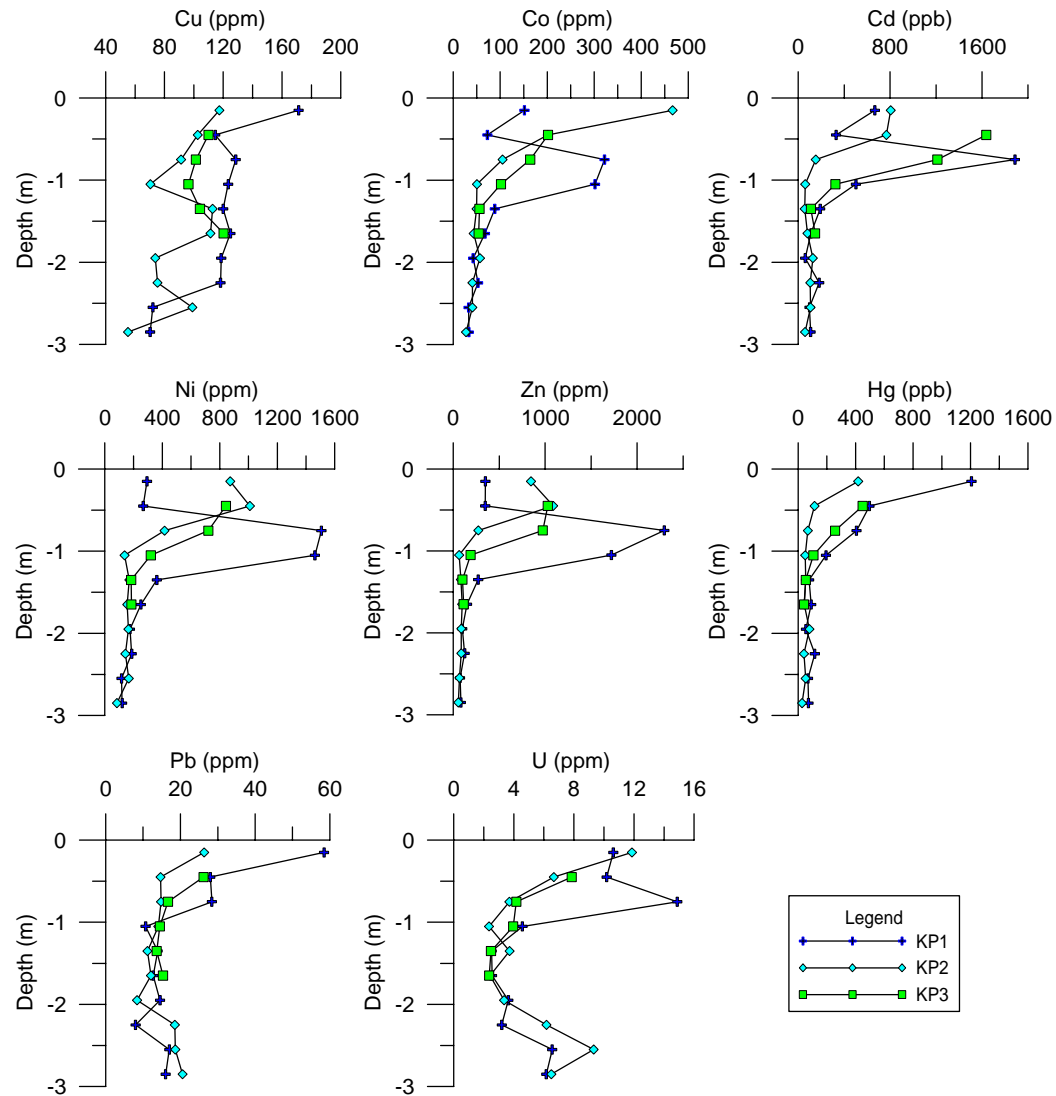 Cu (ppm)
40 80 120 160 200
0
-1
-2
-3
Depth (m)
Co (ppm)
0 100 200 300 400 500
0
-1
-2
-3
Depth (m)
Cd (ppb)
0 800 1600
0
-1
-2
-3
Depth (m)
Ni (ppm)
0 400 800 1200 1600
0
-1
-2
-3
Depth (m)
Zn (ppm)
0 1000 2000
0
-1
-2
-3
Depth (m)
Hg (ppb)
0 400 800 1200 1600
0
-1
-2
-3
Depth (m)
Pb (ppm)
0 20 40 60
0
-1
-2
-3
Depth (m)
U (ppm)
0 4 8 12 16
0
-1
-2
-3
Depth (m)
Legend
KP1
KP2
KP3